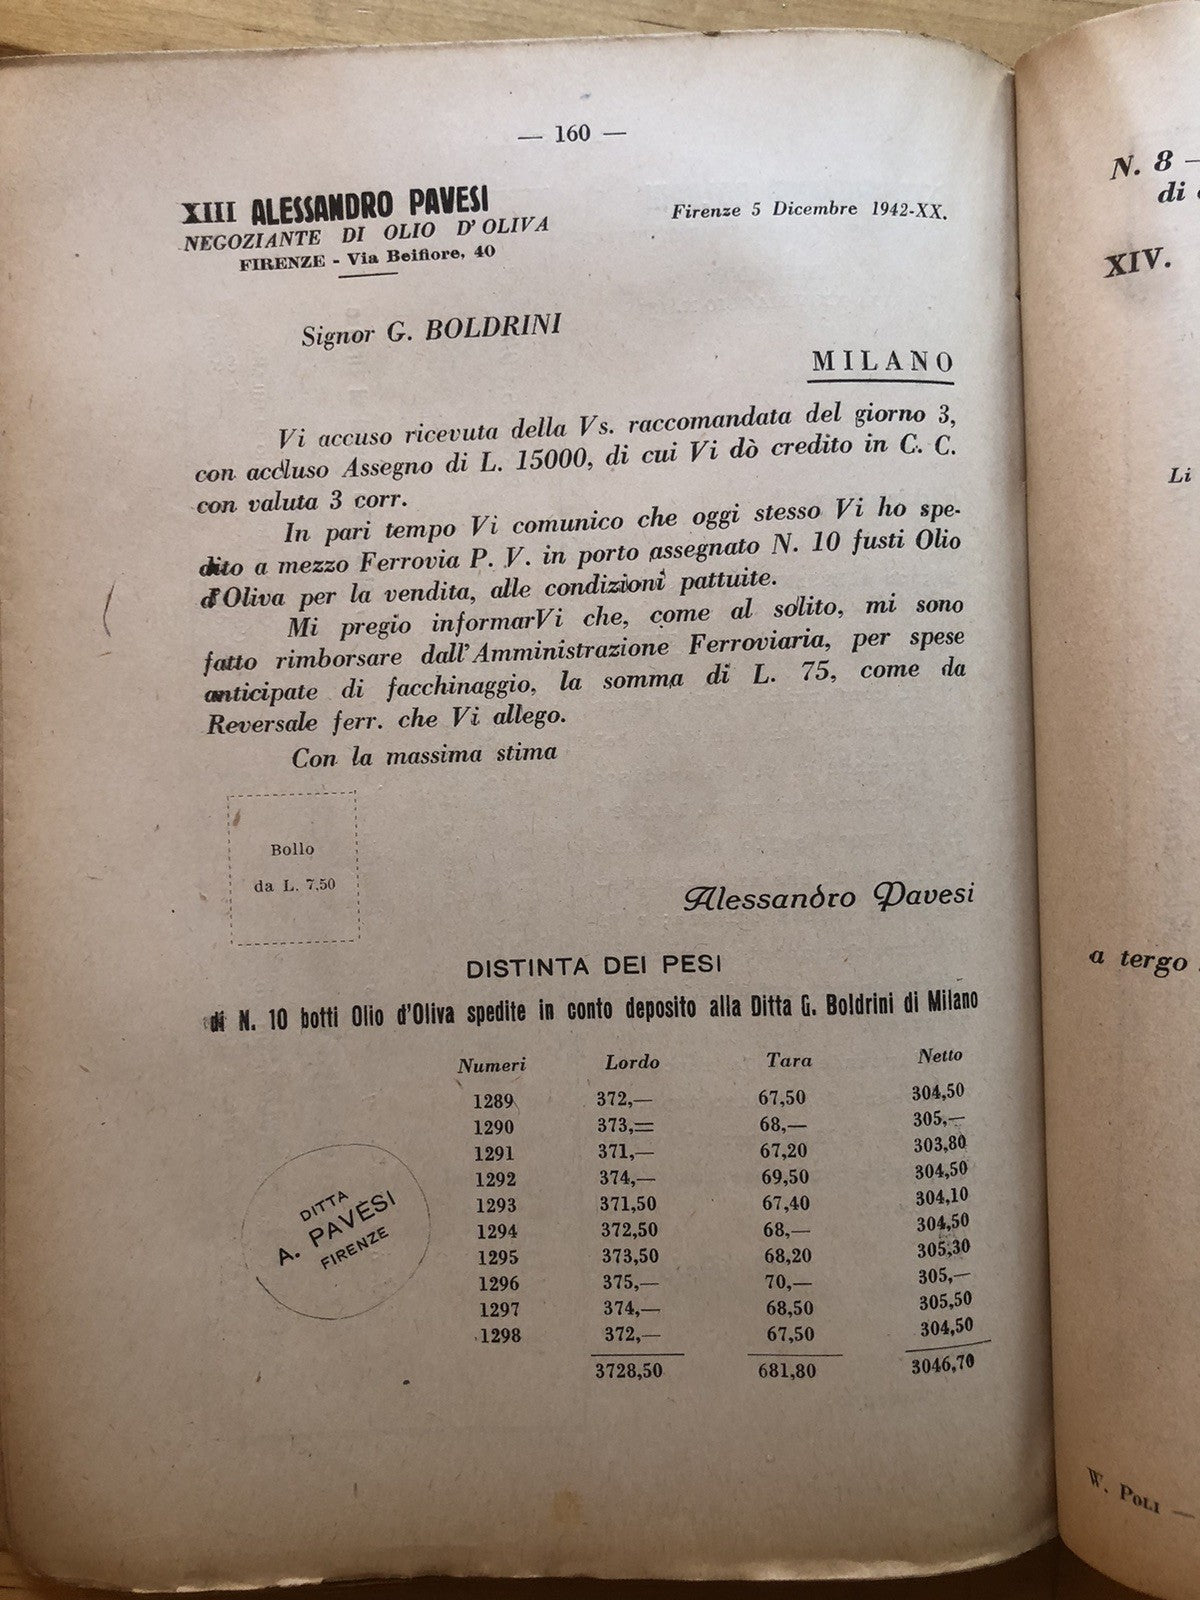 — 160 —
XIII ALESSANDRO PAVESI
NEGOZIANTE DI OLIO D'OLIVA
FIRENZE - Via Belfiore, 40
Firenze 5 Dicembre 1942-XX.
Signor G. BOLDRINI
MILANO
Vi accuso ricevuta della Vs. raccomandata del giorno 3,
con accluso Assegno di L. 15000, di cui Vi dò credito in C. C.
con valuta 3 corr.
In pari tempo Vi comunico che oggi stesso Vi ho spe-
dito a mezzo Ferrovia P. V. in porto assegnato N. 10 fusti Olio
d'Oliva per la vendita, alle condizioni pattuite.
Mi pregio informarVi che, come al solito, mi sono
fatto rimborsare dall'Amministrazione Ferroviaria, per spese
anticipate di facchinaggio, la somma di L. 75, come da
Reversale ferr. che Vi allego.
Con la massima stima
Bollo
da L. 7,50
Alessandro Pavesi
DISTINTA DEI PESI
di N. 10 botti Olio d'Oliva spedite in conto deposito alla Ditta G. Boldrini di Milano
Numeri Lordo Tara Netto
1289 372,— 67,50 304,50
1290 373,— 68,— 305,—
1291 371,— 67,20 303,80
1292 374,— 69,50 304,50
1293 371,50 67,40 304,10
1294 372,50 68,— 304,50
1295 373,50 68,20 305,30
1296 375,— 70,— 305,—
1297 374,— 68,50 305,50
1298 372,— 67,50 304,50
3728,50 681,80 3046,70
DITTA
A. PAVESI
FIRENZE
N. 8 —
di
XIV.
Li
a tergo
W. POLI —